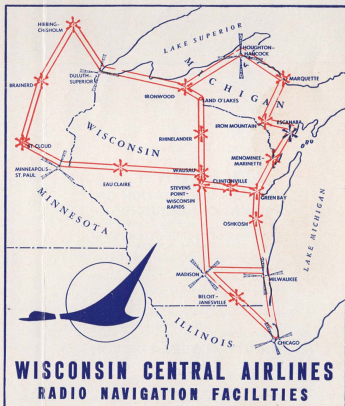 LAKE SUPERIOR
HIBBING-
CHISHOLM
HOUGHTON-
HANCOCK
DULUTH-
SUPERIOR
MICHIGAN
MARQUETTE
BRAINERD
IRONWOOD
LAND O'LAKES
IRON MOUNTAIN
ESCANABA
WISCONSIN
RHINELANDER
ST. CLOUD
MENOMINEE-
MARINETTE
MINNEAPOLIS
ST. PAUL
WAUSAU
EAU CLAIRE
CLINTONVILLE
STEVENS
POINT-
WISCONSIN
RAPIDS
GREEN BAY
MINNESOTA
OSHKOSH
LAKE MICHIGAN
MADISON
MILWAUKEE
BELOIT-
JANESVILLE
ILLINOIS
CHICAGO
WISCONSIN CENTRAL AIRLINES
RADIO NAVIGATION FACILITIES